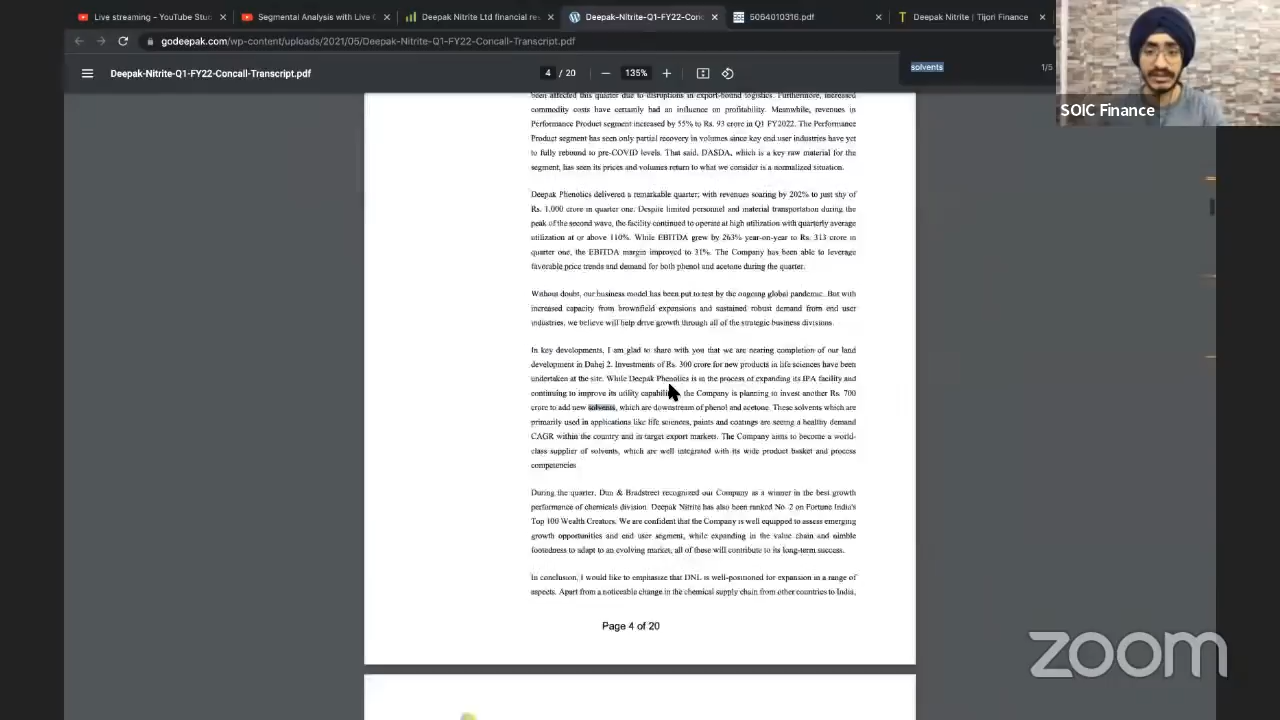 Live streaming - YouTube Stu
Segmental Analysis with Live C
Deepak Nitrite Ltd financial re
Deepak-Nitrite-Q1-FY22-Con
5064010316.pdf
Deepak Nitrite | Tijori Finance
godeepak.com/wp-content/uploads/2021/05/Deepak-Nitrite-Q1-FY22-Concall-Transcript.pdf
Deepak-Nitrite-Q1-FY22-Concall-Transcript.pdf
4 / 20
135%
solvents
1/5
SOIC Finance
been affected this quarter due to disruptions in export-bound logistics. Furthermore, increased
commodity costs have certainly had an influence on profitability. Meanwhile, revenues in
Performance Product segment increased by 55% to Rs. 93 crore in Q1 FY2022. The Performance
Product segment has seen only partial recovery in volumes since key end user industries have yet
to fully rebound to pre-COVID levels. That said, DASDA, which is a key raw material for the
segment, has seen its prices and volumes return to what we consider is a normalized situation.
Deepak Phenolics delivered a remarkable quarter; with revenues soaring by 202% to just shy of
Rs. 1,000 crore in quarter one. Despite limited personnel and material transportation during the
peak of the second wave, the facility continued to operate at high utilization with quarterly average
utilization at or above 110%. While EBITDA grew by 263% year-on-year to Rs. 313 crore in
quarter one, the EBITDA margin improved to 31%. The Company has been able to leverage
favorable price trends and demand for both phenol and acetone during the quarter.
Without doubt, our business model has been put to test by the ongoing global pandemic. But with
increased capacity from brownfield expansions and sustained robust demand from end user
industries, we believe will help drive growth through all of the strategic business divisions.
In key developments, I am glad to share with you that we are nearing completion of our land
development in Dahej 2. Investments of Rs. 300 crore for new products in life sciences have been
undertaken at the site. While Deepak Phenolics is in the process of expanding its IPA facility and
continuing to improve its utility capabilities, the Company is planning to invest another Rs. 700
crore to add new solvents, which are downstream of phenol and acetone. These solvents which are
primarily used in applications like life sciences, paints and coatings are seeing a healthy demand
CAGR within the country and in target export markets. The Company aims to become a world-
class supplier of solvents, which are well integrated with its wide product basket and process
competencies
During the quarter, Dun & Bradstreet recognized our Company as a winner in the best growth
performance of chemicals division. Deepak Nitrite has also been ranked No. 2 on Fortune India's
Top 100 Wealth Creators. We are confident that the Company is well equipped to assess emerging
growth opportunities and end user segment, while expanding in the value chain and nimble
footedness to adapt to an evolving market, all of these will contribute to its long-term success.
In conclusion, I would like to emphasize that DNL is well-positioned for expansion in a range of
aspects. Apart from a noticeable change in the chemical supply chain from other countries to India,
Page 4 of 20
zoom